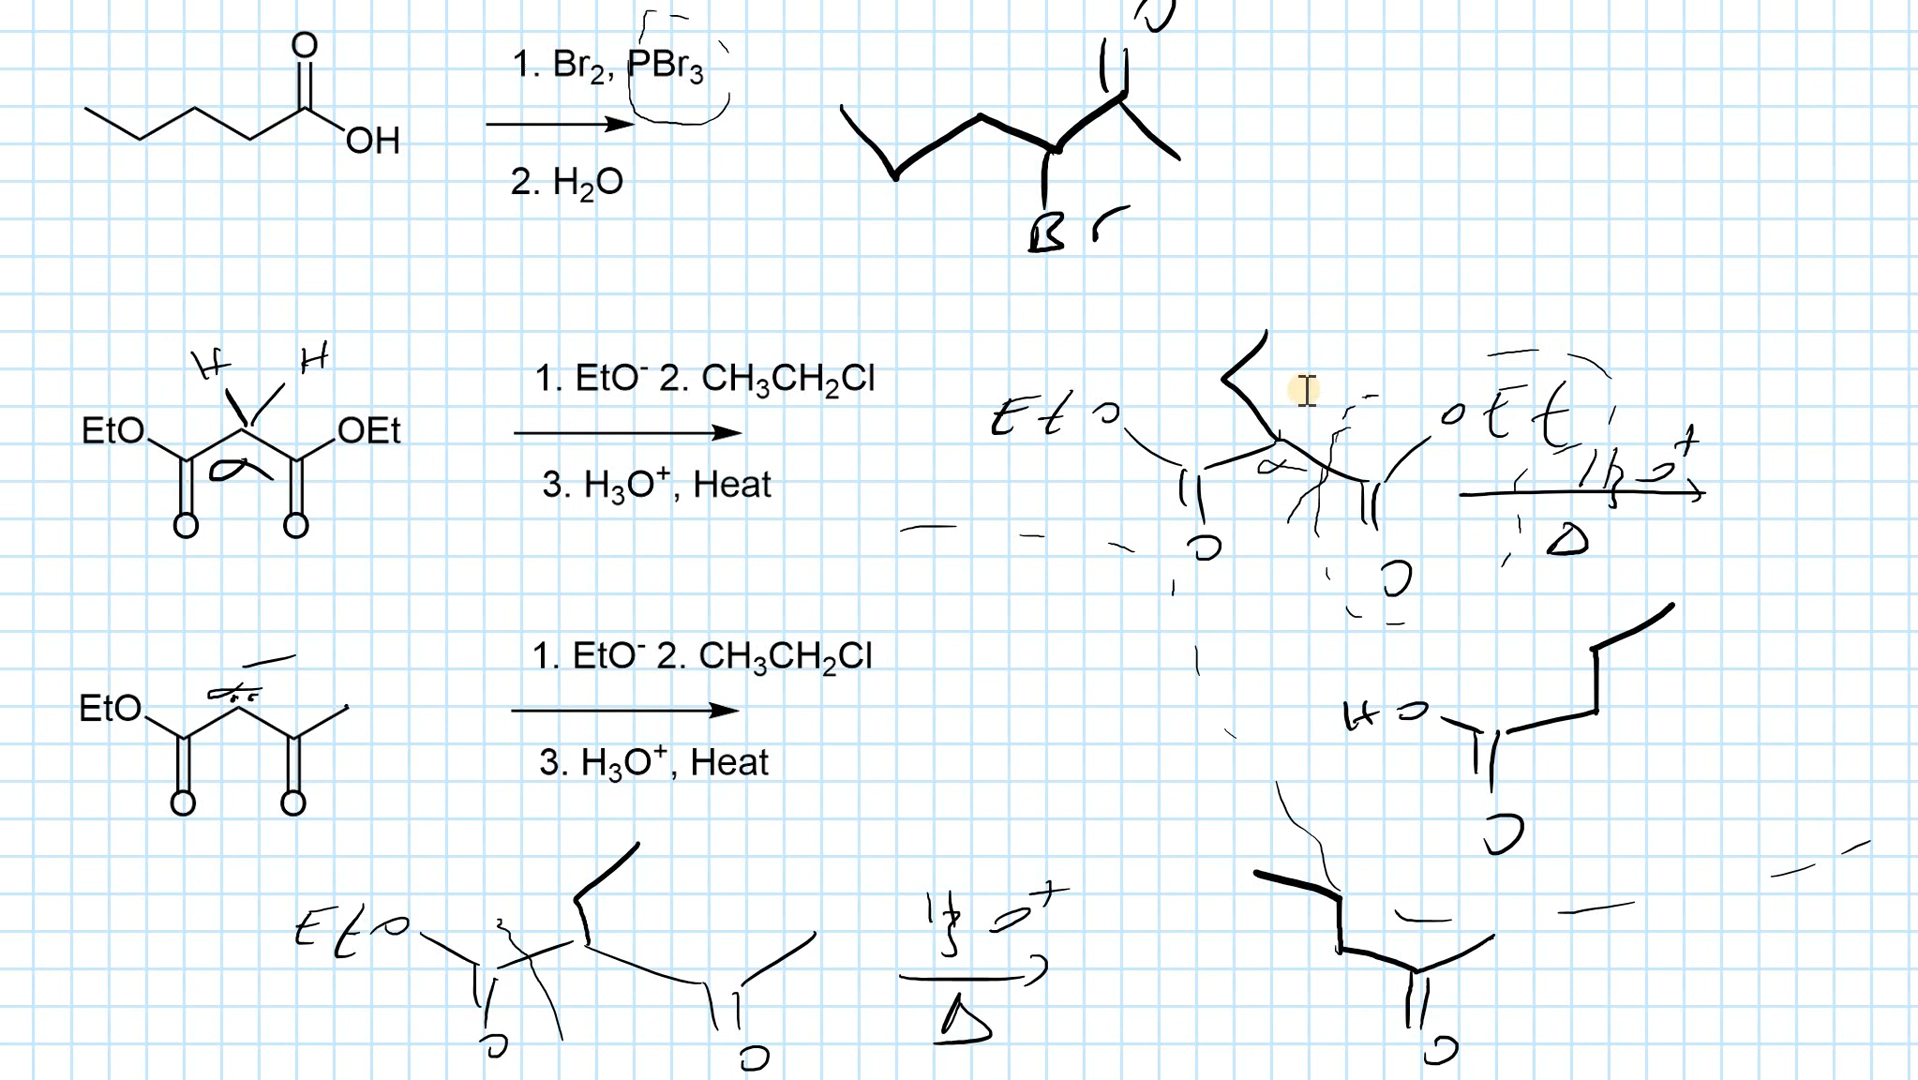 O
O
1. Br₂, PBr₃
OH
2. H₂O
Br
H H
1. EtO⁻ 2. CH₃CH₂Cl
EtO OEt
α
3. H₃O⁺, Heat
O O
EtO OEt
α
H₃O⁺
Δ
O O
1. EtO⁻ 2. CH₃CH₂Cl
EtO
3. H₃O⁺, Heat
O O
HO
O
EtO
H₃O⁺
Δ
O O
O